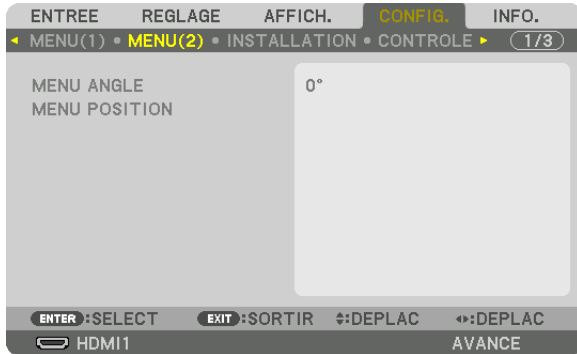 ENTREE REGLAGE AFFICH. CONFIG. INFO.
MENU(1) • MENU(2) • INSTALLATION • CONTROLE 1/3
MENU ANGLE 0°
MENU POSITION
ENTER :SELECT EXIT :SORTIR :DEPLAC :DEPLAC
HDMI1 AVANCE